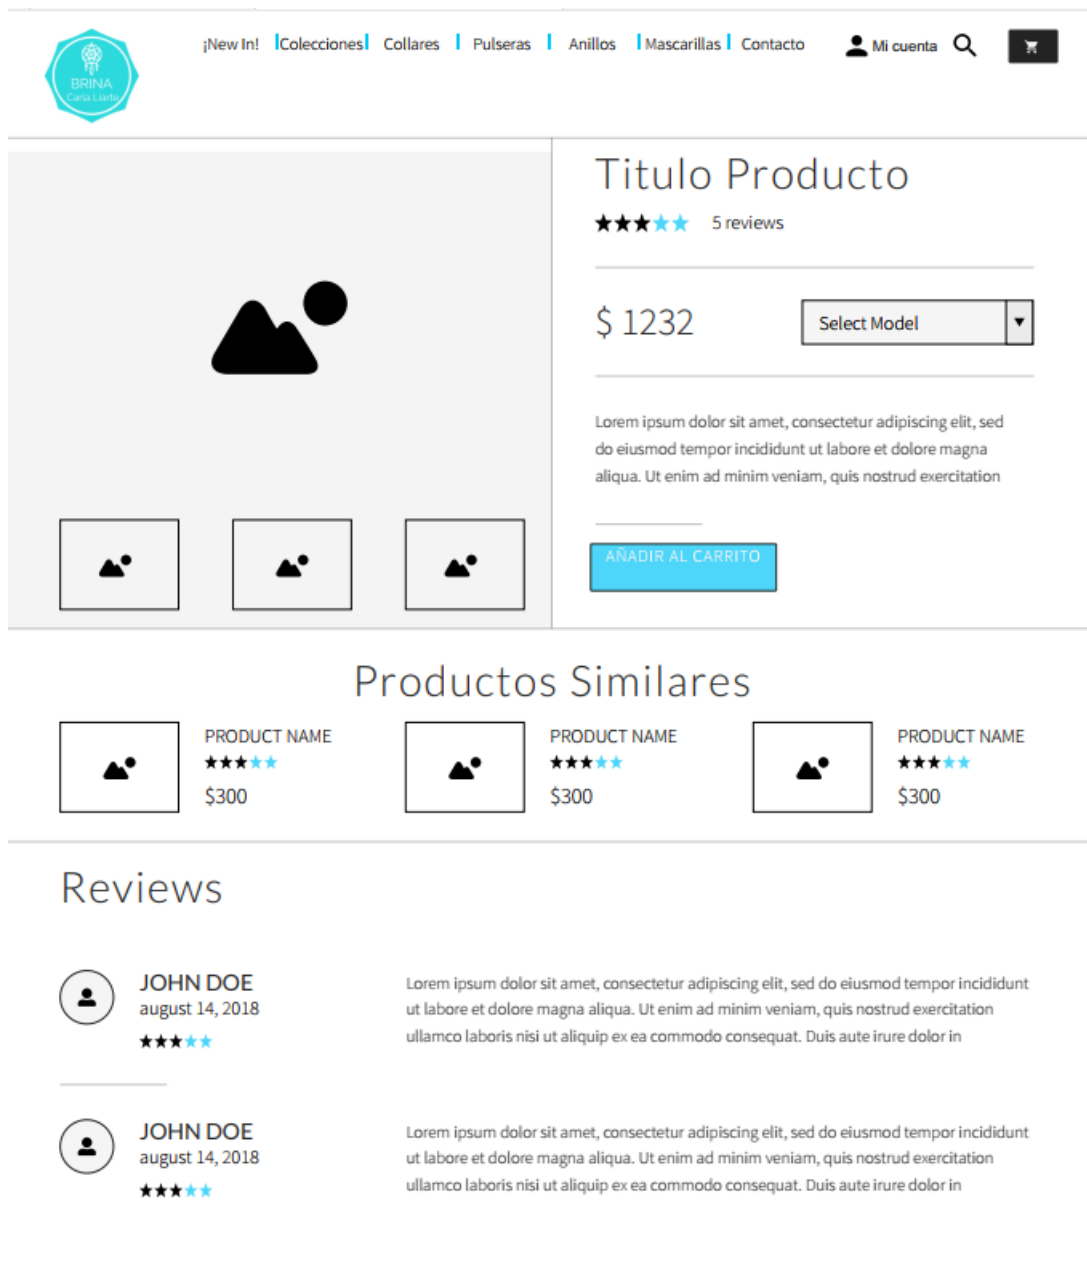 BRINA
Carla Liarte
¡New In! Colecciones Collares Pulseras Anillos Mascarillas Contacto Mi cuenta
Titulo Producto
5 reviews
$ 1232
Select Model
Lorem ipsum dolor sit amet, consectetur adipiscing elit, sed
do eiusmod tempor incididunt ut labore et dolore magna
aliqua. Ut enim ad minim veniam, quis nostrud exercitation
AÑADIR AL CARRITO
Productos Similares
PRODUCT NAME
$300
PRODUCT NAME
$300
PRODUCT NAME
$300
Reviews
JOHN DOE
august 14, 2018
Lorem ipsum dolor sit amet, consectetur adipiscing elit, sed do eiusmod tempor incididunt
ut labore et dolore magna aliqua. Ut enim ad minim veniam, quis nostrud exercitation
ullamco laboris nisi ut aliquip ex ea commodo consequat. Duis aute irure dolor in
JOHN DOE
august 14, 2018
Lorem ipsum dolor sit amet, consectetur adipiscing elit, sed do eiusmod tempor incididunt
ut labore et dolore magna aliqua. Ut enim ad minim veniam, quis nostrud exercitation
ullamco laboris nisi ut aliquip ex ea commodo consequat. Duis aute irure dolor in